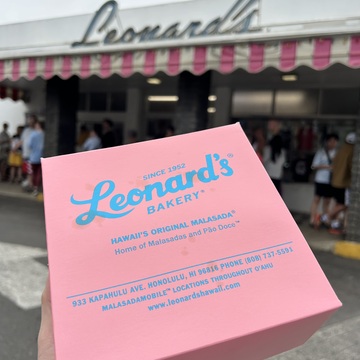 Leonard's
SINCE 1952
Leonard's®
BAKERY®
HAWAII'S ORIGINAL MALASADA®
Home of Malasadas and Pão Doce™
933 KAPAHULU AVE. HONOLULU, HI 96816 PHONE (808) 737-5591
MALASADAMOBILE™ LOCATIONS THROUGHOUT O'AHU
www.leonardshawaii.com